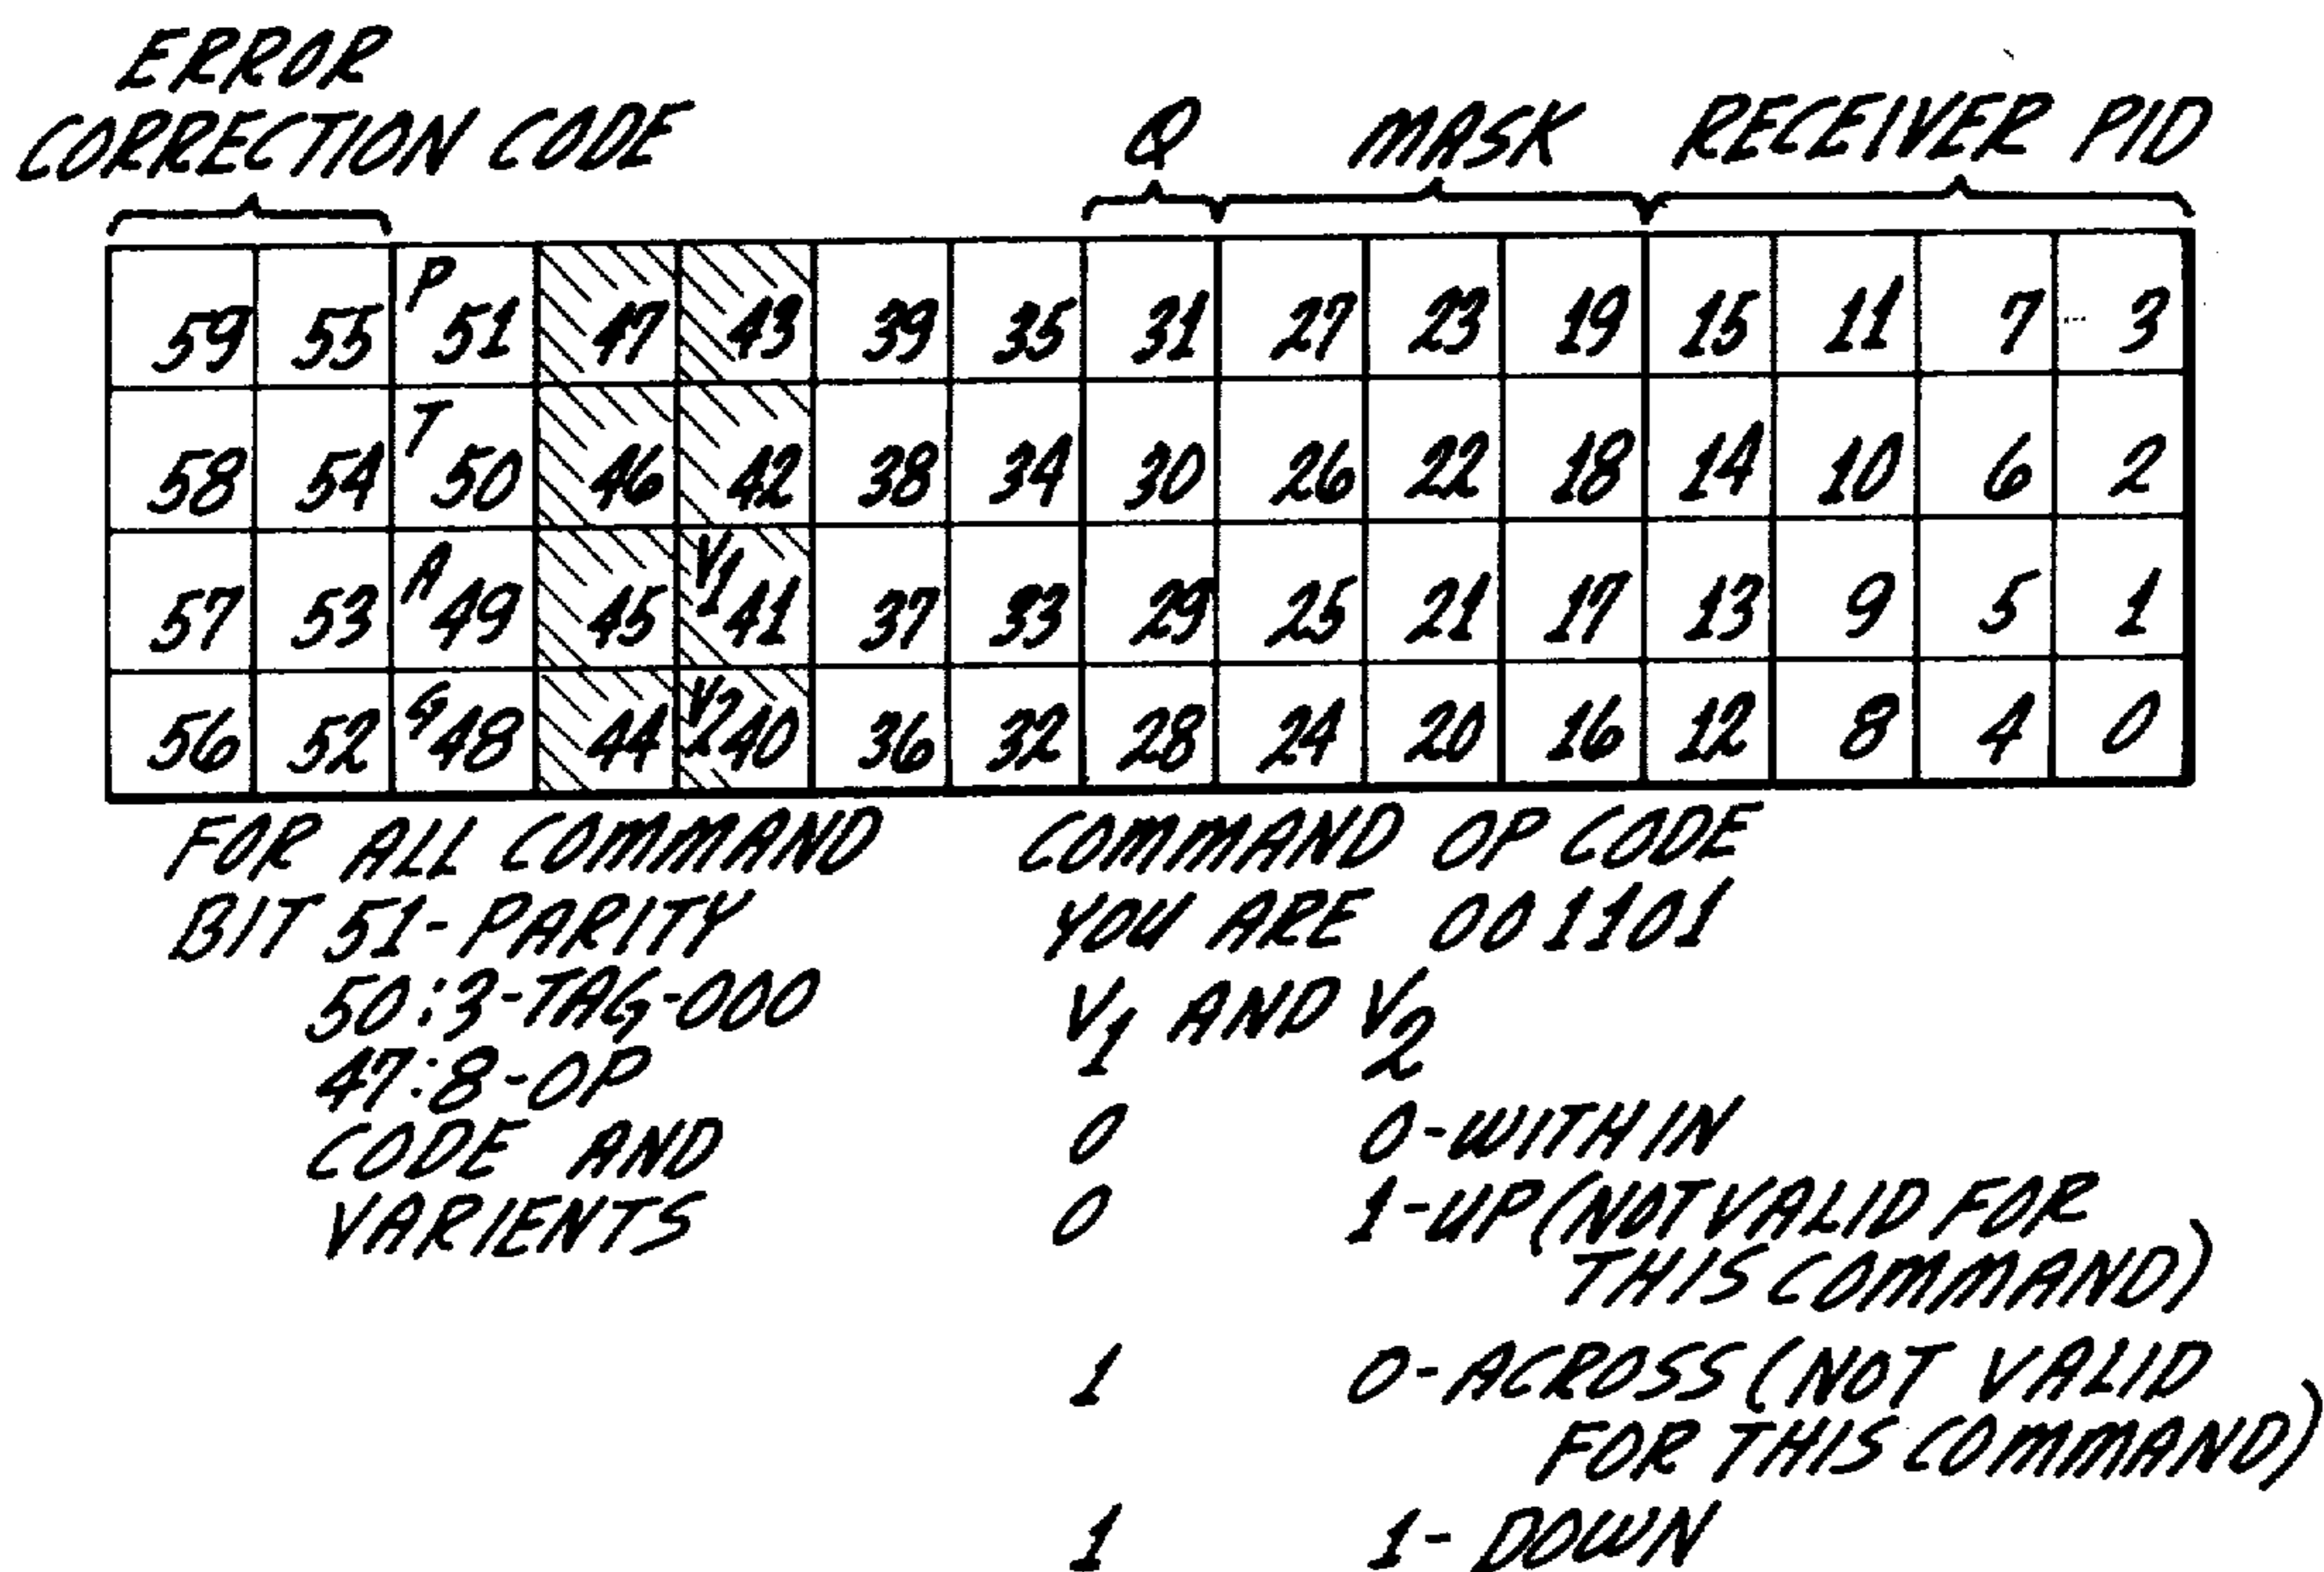 ERROR
CORRECTION CODE Q MASK RECEIVER PID
59 55 P 51 47 43 39 35 31 27 23 19 15 11 7 3
58 54 T 50 46 42 38 34 30 26 22 18 14 10 6 2
57 53 A 49 45 V1 41 37 33 29 25 21 17 13 9 5 1
56 52 G 48 44 V2 40 36 32 28 24 20 16 12 8 4 0
FOR ALL COMMAND
BIT 51-PARITY
50:3-TAG-000
47:8-OP
CODE AND
VARIENTS
COMMAND OP CODE
YOU ARE 001101
V1 AND V2
0 0-WITHIN
0 1-UP (NOT VALID FOR
THIS COMMAND)
1 0-ACROSS (NOT VALID
FOR THIS COMMAND)
1 1-DOWN